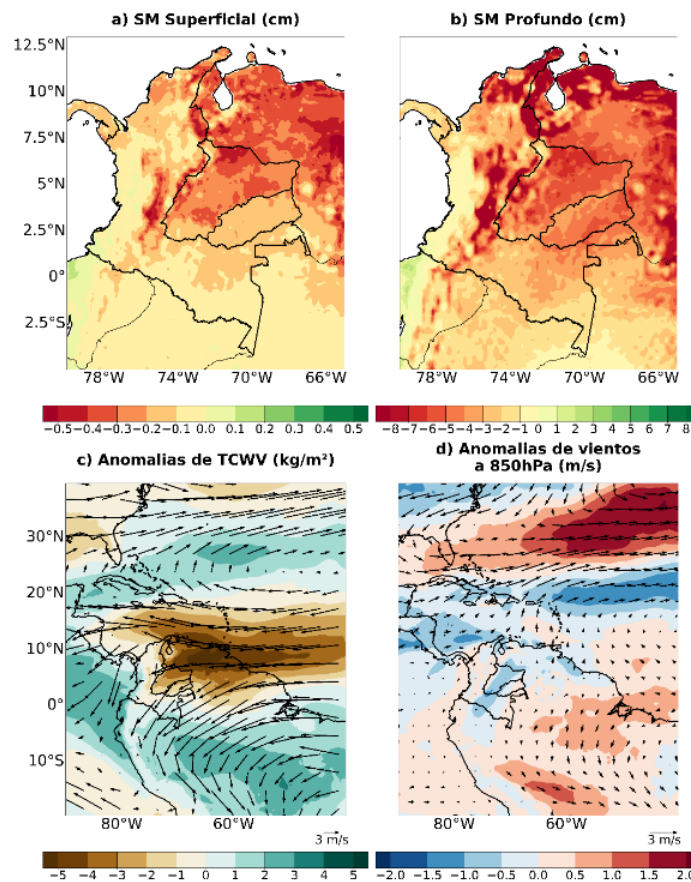 a) SM Superficial (cm)
b) SM Profundo (cm)
12.5°N
10°N
7.5°N
5°N
2.5°N
0°
2.5°S
78°W 74°W 70°W 66°W
78°W 74°W 70°W 66°W
−0.5 −0.4 −0.3 −0.2 −0.1 0.0 0.1 0.2 0.3 0.4 0.5
−8 −7 −6 −5 −4 −3 −2 −1 0 1 2 3 4 5 6 7 8
c) Anomalias de TCWV (kg/m²)
d) Anomalias de vientos
a 850hPa (m/s)
30°N
20°N
10°N
0°
10°S
80°W 60°W
80°W 60°W
3 m/s
3 m/s
−5 −4 −3 −2 −1 0 1 2 3 4 5
−2.0 −1.5 −1.0 −0.5 0.0 0.5 1.0 1.5 2.0